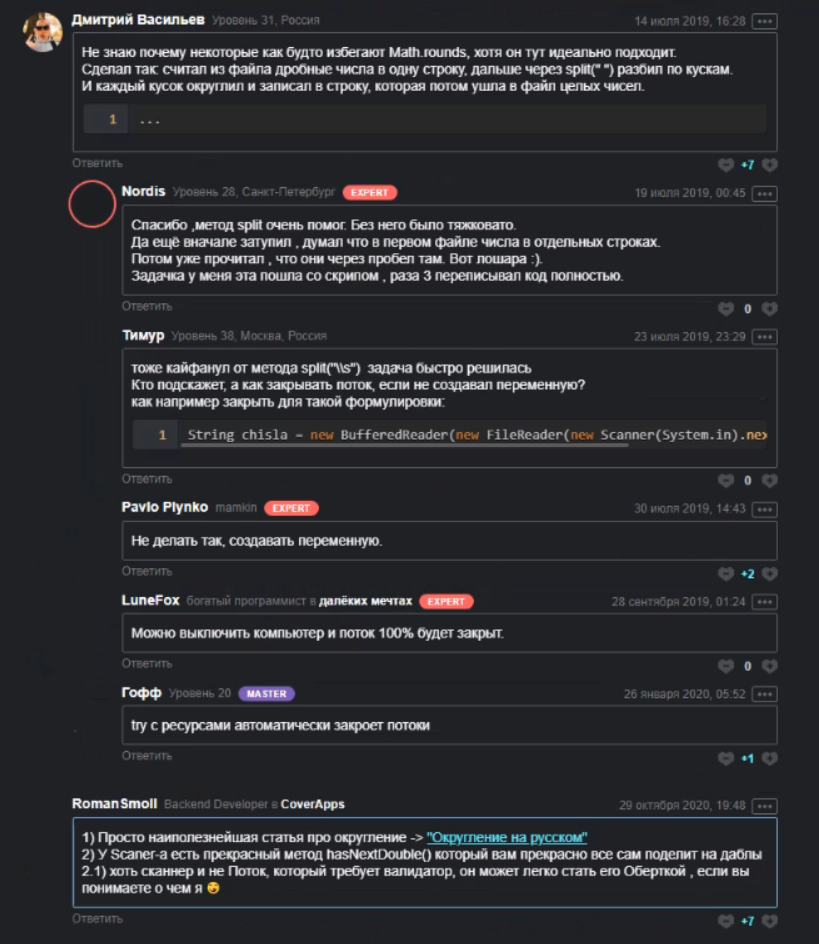 Дмитрий Васильев Уровень 31, Россия 14 июля 2019, 16:28
Не знаю почему некоторые как будто избегают Math.rounds, хотя он тут идеально подходит.
Сделал так: считал из файла дробные числа в одну строку, дальше через split(" ") разбил по кускам.
И каждый кусок округлил и записал в строку, которая потом ушла в файл целых чисел.
1 ...
Ответить +7
Nordis Уровень 28, Санкт-Петербург EXPERT 19 июля 2019, 00:45
Спасибо ,метод split очень помог. Без него было тяжковато.
Да ещё вначале затупил , думал что в первом файле числа в отдельных строках.
Потом уже прочитал , что они через пробел там. Вот лошара :).
Задачка у меня эта пошла со скрипом , раза 3 переписывал код полностью.
Ответить 0
Тимур Уровень 38, Москва, Россия 23 июля 2019, 23:29
тоже кайфанул от метода split("\\s") задача быстро решилась
Кто подскажет, а как закрывать поток, если не создавал переменную?
как например закрыть для такой формулировки:
1 String chisla = new BufferedReader(new FileReader(new Scanner(System.in).nex
Ответить 0
Pavlo Plynko mamkin EXPERT 30 июля 2019, 14:43
Не делать так, создавать переменную.
Ответить +2
LuneFox богатый программист в далёких мечтах EXPERT 28 сентября 2019, 01:24
Можно выключить компьютер и поток 100% будет закрыт.
Ответить 0
Гофф Уровень 20 MASTER 26 января 2020, 05:52
try с ресурсами автоматически закроет потоки
Ответить +1
RomanSmoll Backend Developer в CoverApps 29 октября 2020, 19:48
1) Просто наиполезнейшая статья про округление -> "Округление на русском"
2) У Scaner-а есть прекрасный метод hasNextDouble() который вам прекрасно все сам поделит на даблы
2.1) хоть сканнер и не Поток, который требует валидатор, он может легко стать его Оберткой , если вы
понимаете о чем я
Ответить +7